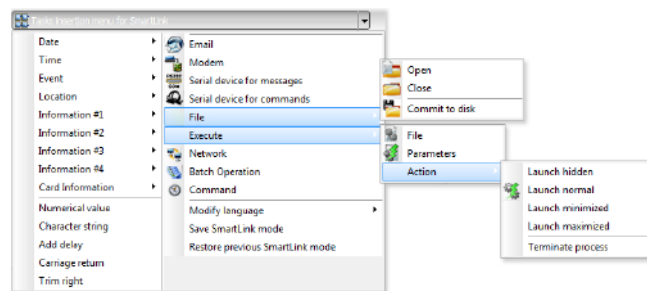 Tasks insertion menu for SmartLink
Date
Time
Event
Location
Information #1
Information #2
Information #3
Information #4
Card Information
Numerical value
Character string
Add delay
Carriage return
Trim right
Email
Modem
Serial device for messages
Serial device for commands
File
Execute
Network
Batch Operation
Command
Modify language
Save SmartLink mode
Restore previous SmartLink mode
Open
Close
Commit to disk
File
Parameters
Action
Launch hidden
Launch normal
Launch minimized
Launch maximized
Terminate process